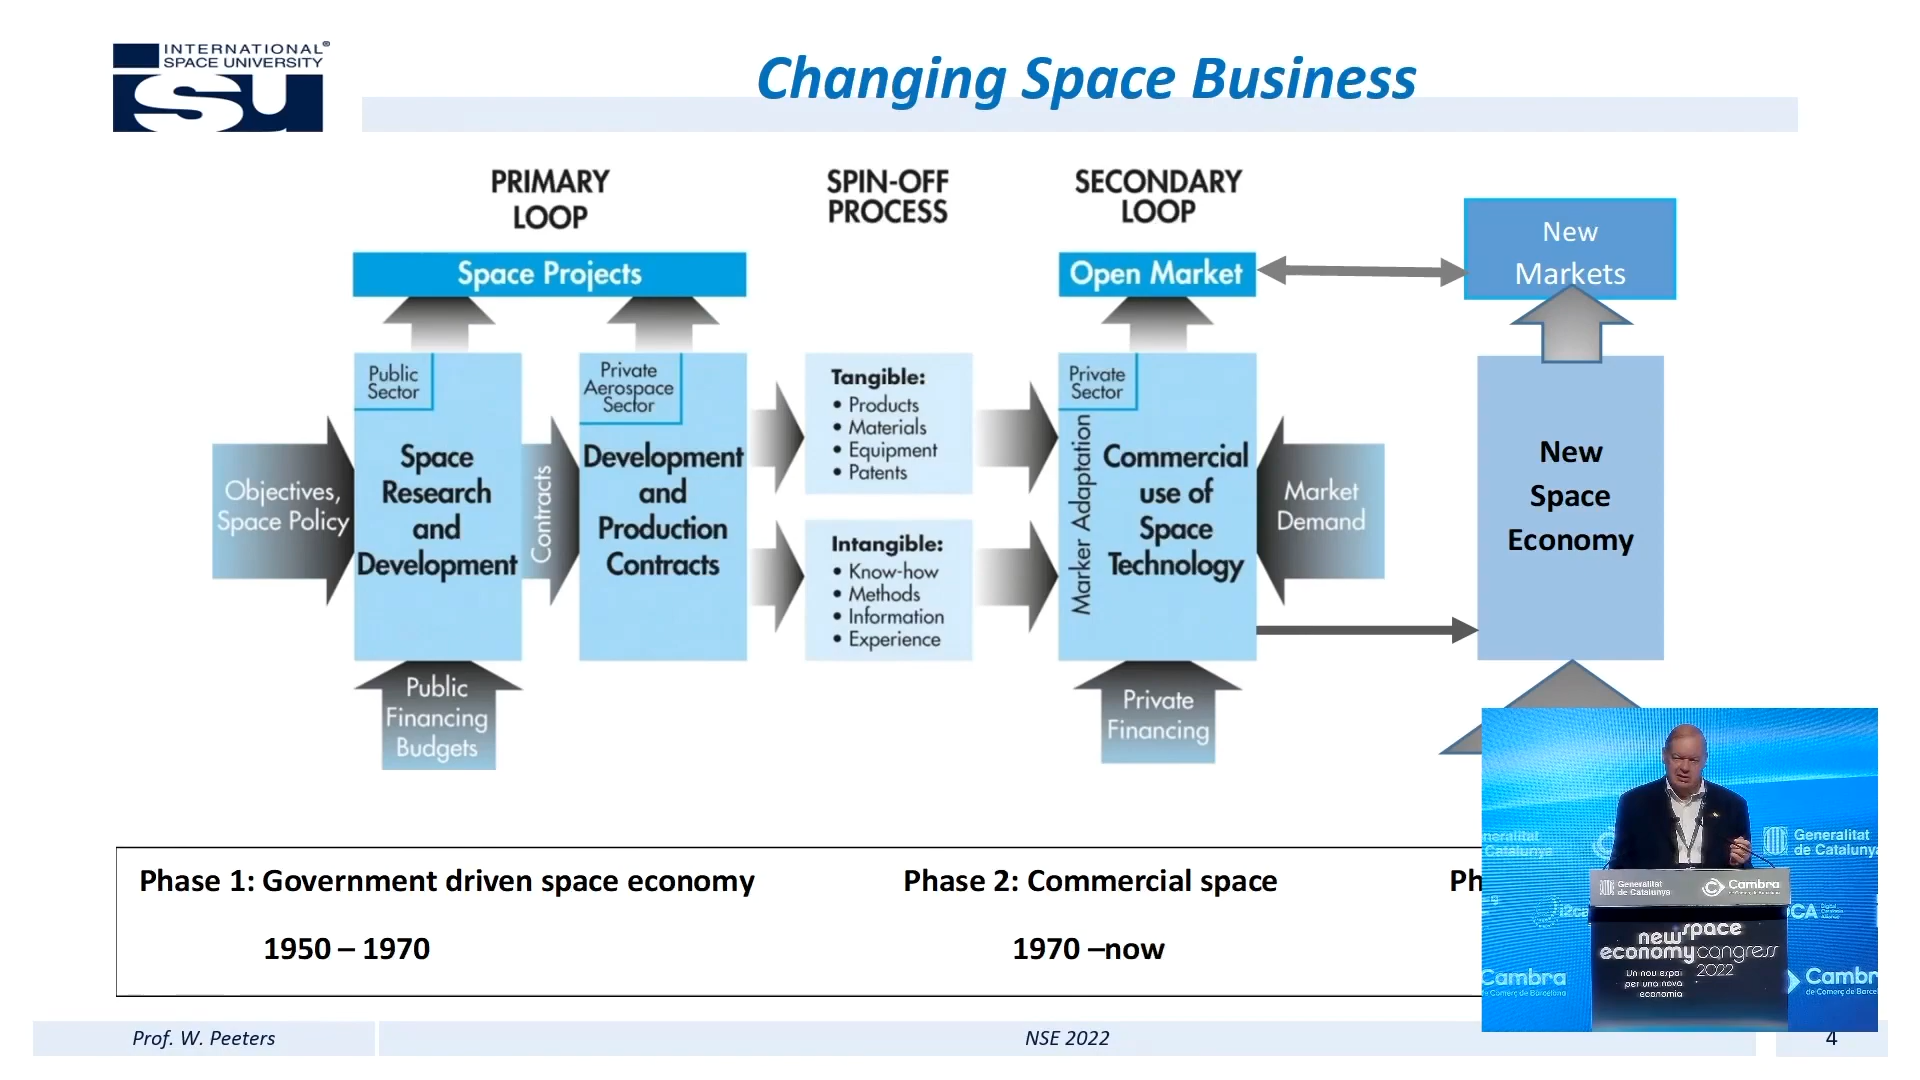 INTERNATIONAL®
SPACE UNIVERSITY
isu
Changing Space Business
PRIMARY
LOOP
SPIN-OFF
PROCESS
SECONDARY
LOOP
Space Projects
Open Market
New
Markets
Public
Sector
Space
Research
and
Development
Objectives,
Space Policy
Contracts
Private
Aerospace
Sector
Development
and
Production
Contracts
Tangible:
• Products
• Materials
• Equipment
• Patents
Intangible:
• Know-how
• Methods
• Information
• Experience
Private
Sector
Marker Adaptation
Commercial
use of
Space
Technology
Market
Demand
New
Space
Economy
Public
Financing
Budgets
Private
Financing
Phase 1: Government driven space economy
1950 – 1970
Phase 2: Commercial space
1970 –now
Ph
Generalitat
de Catalunya
Generalitat
de Catalunya
Cambra
new space
economy congress
2022
Un nou espai
per una nova
economia
Cambra
de Comerç de Barcelona
Prof. W. Peeters
NSE 2022
4